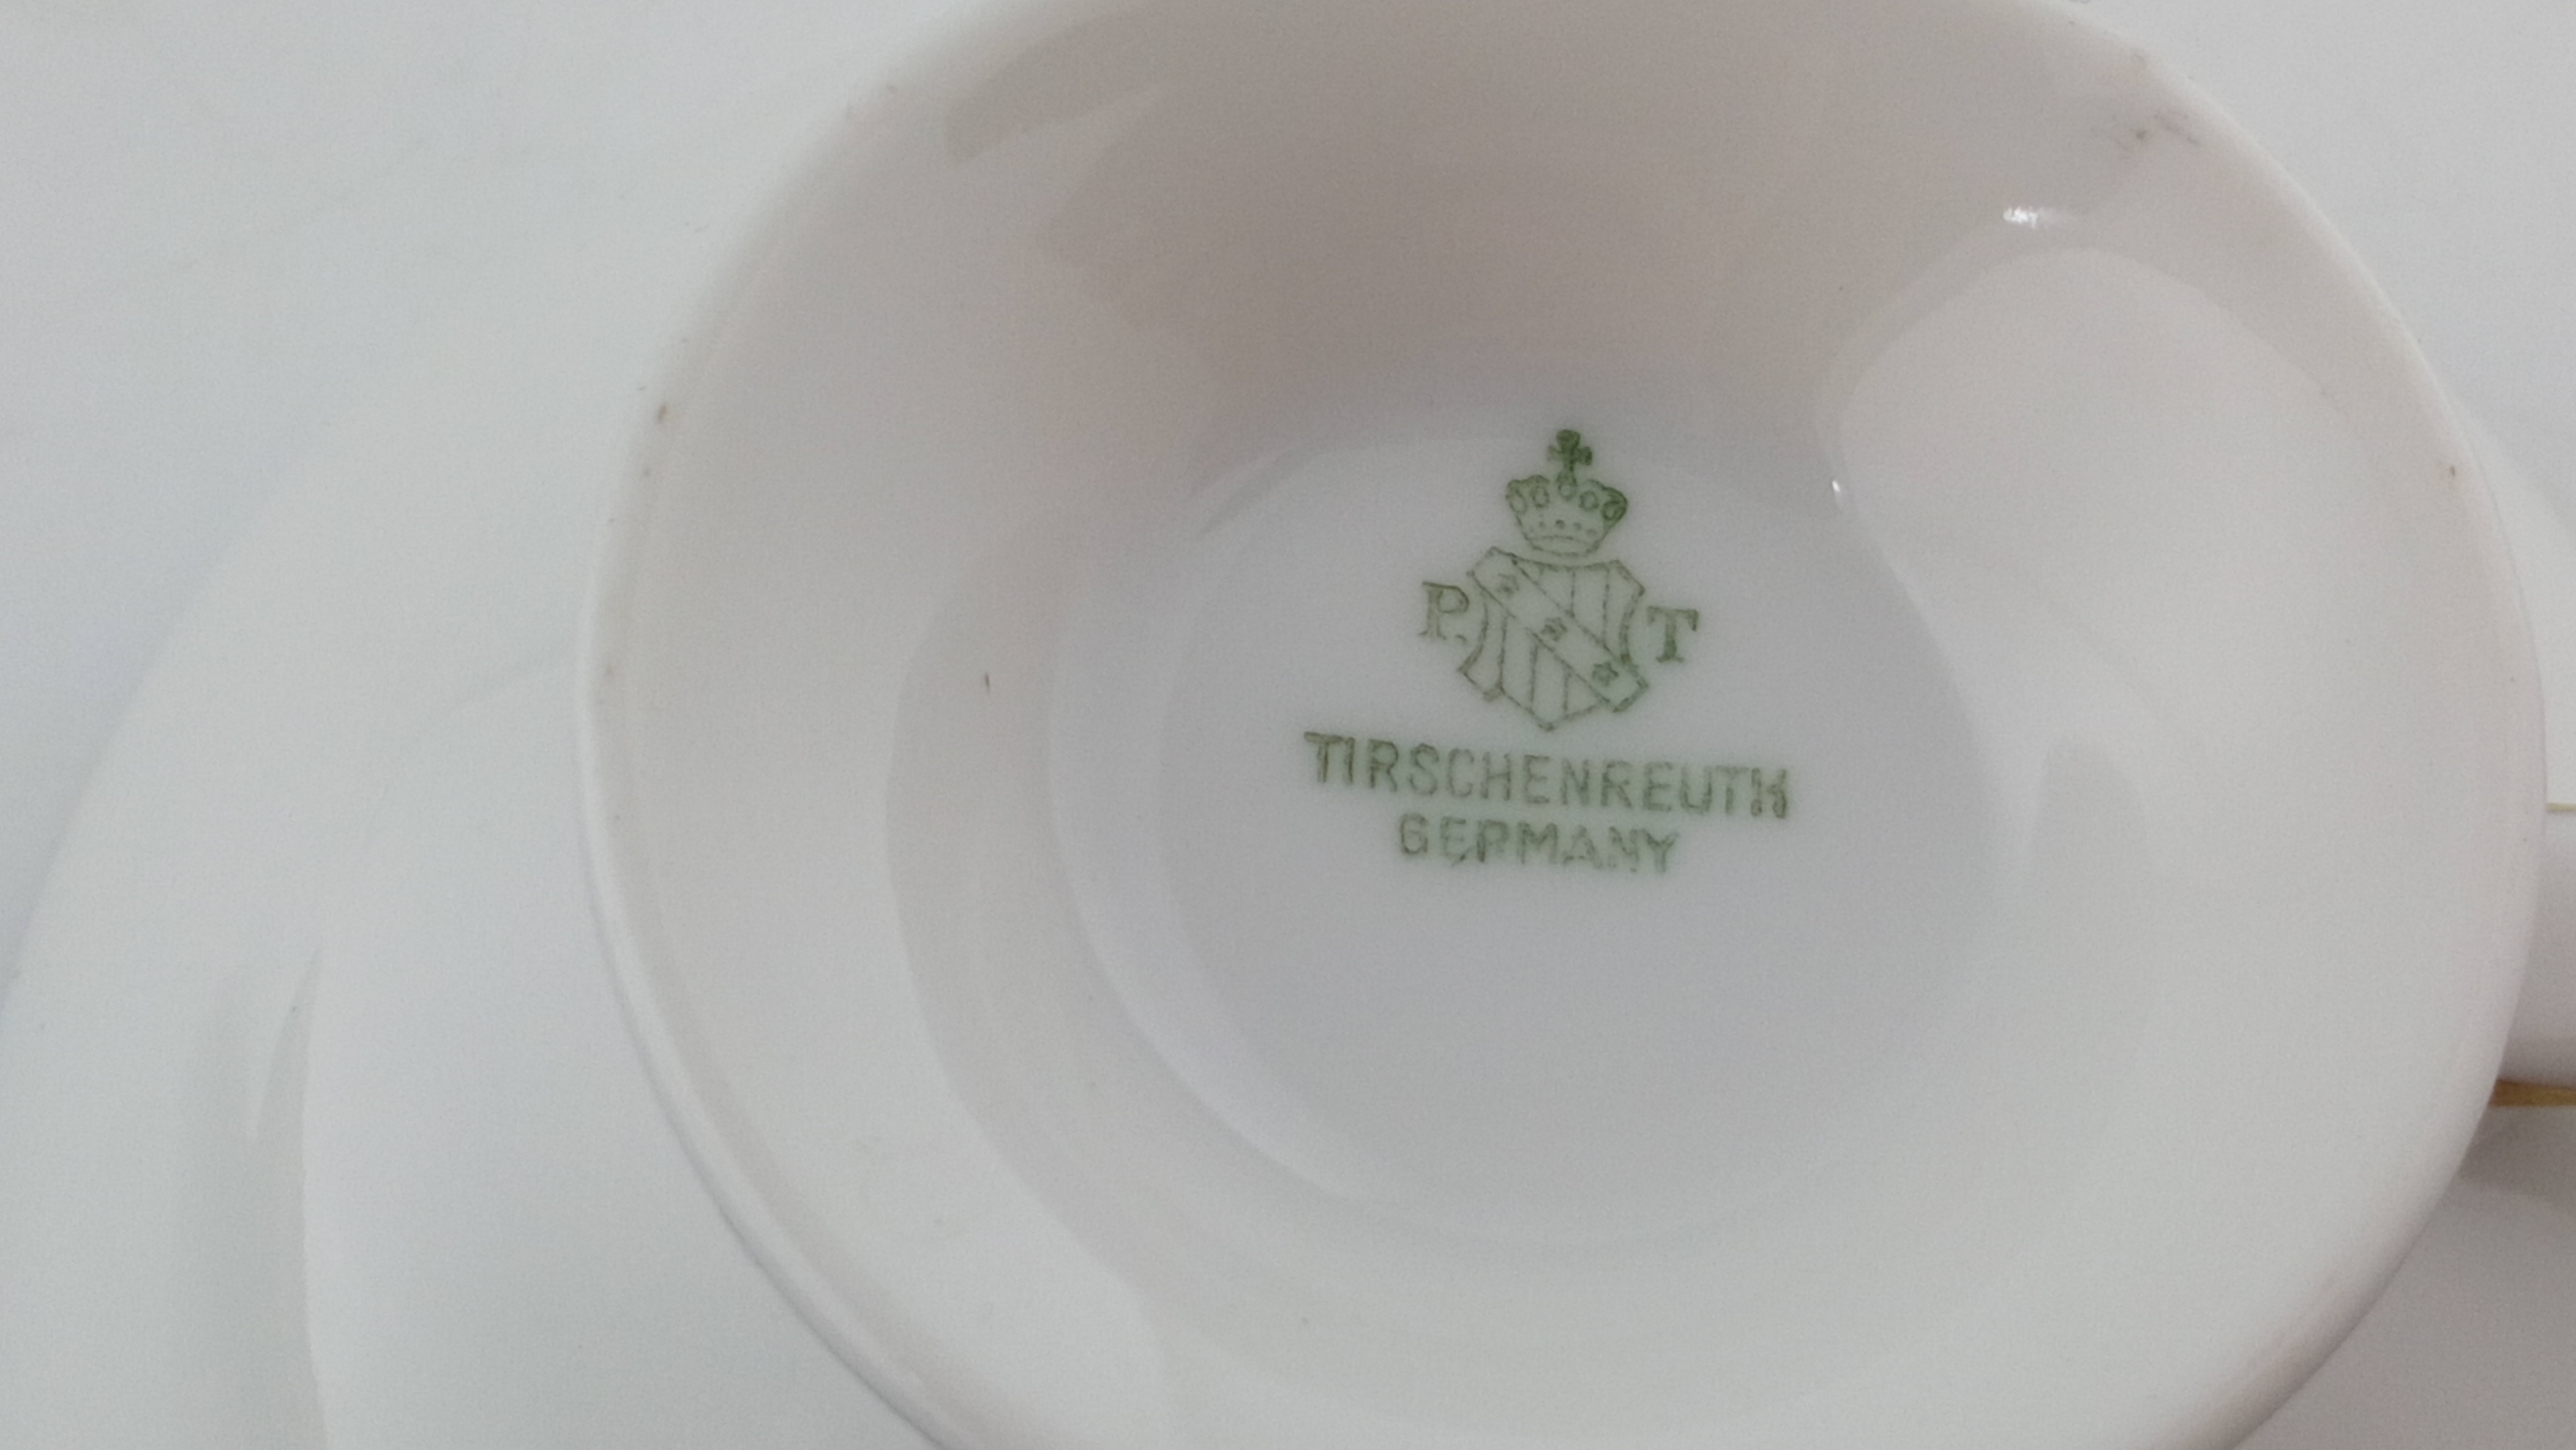 P. T
TIRSCHENREUTH
GERMANY